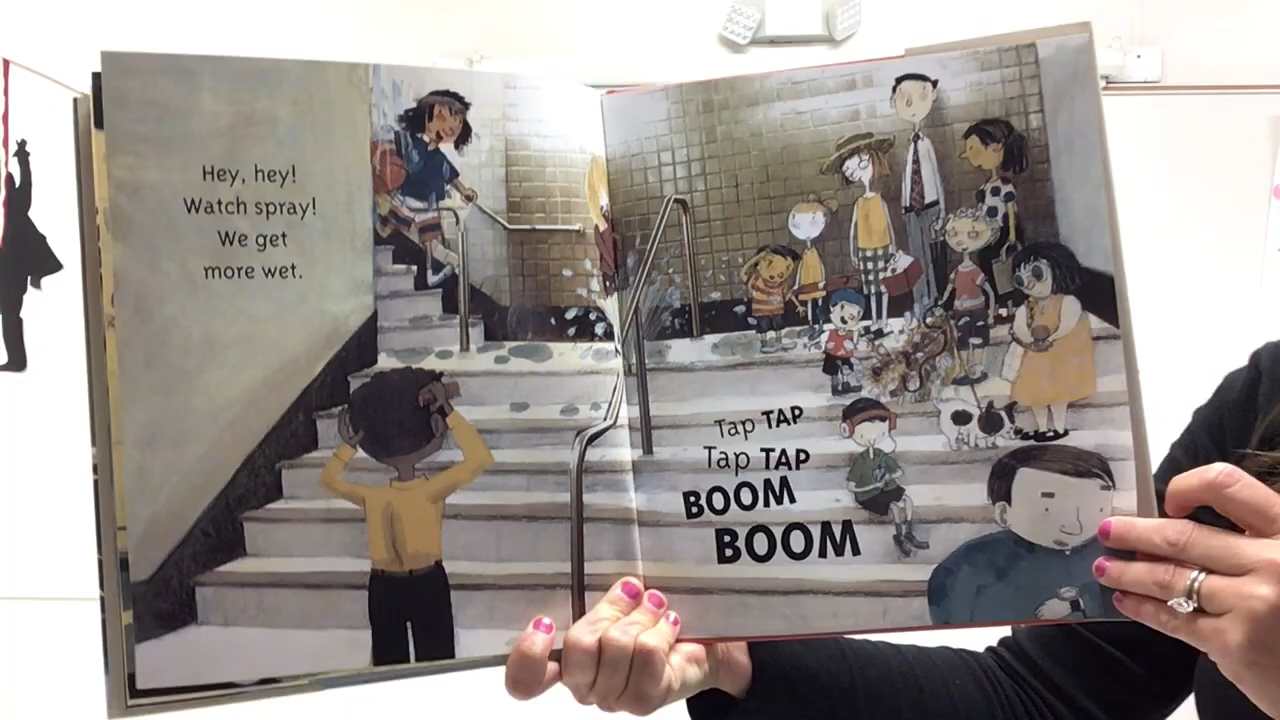 Hey, hey!
Watch spray!
We get
more wet.
Tap TAP
Tap TAP
BOOM
BOOM